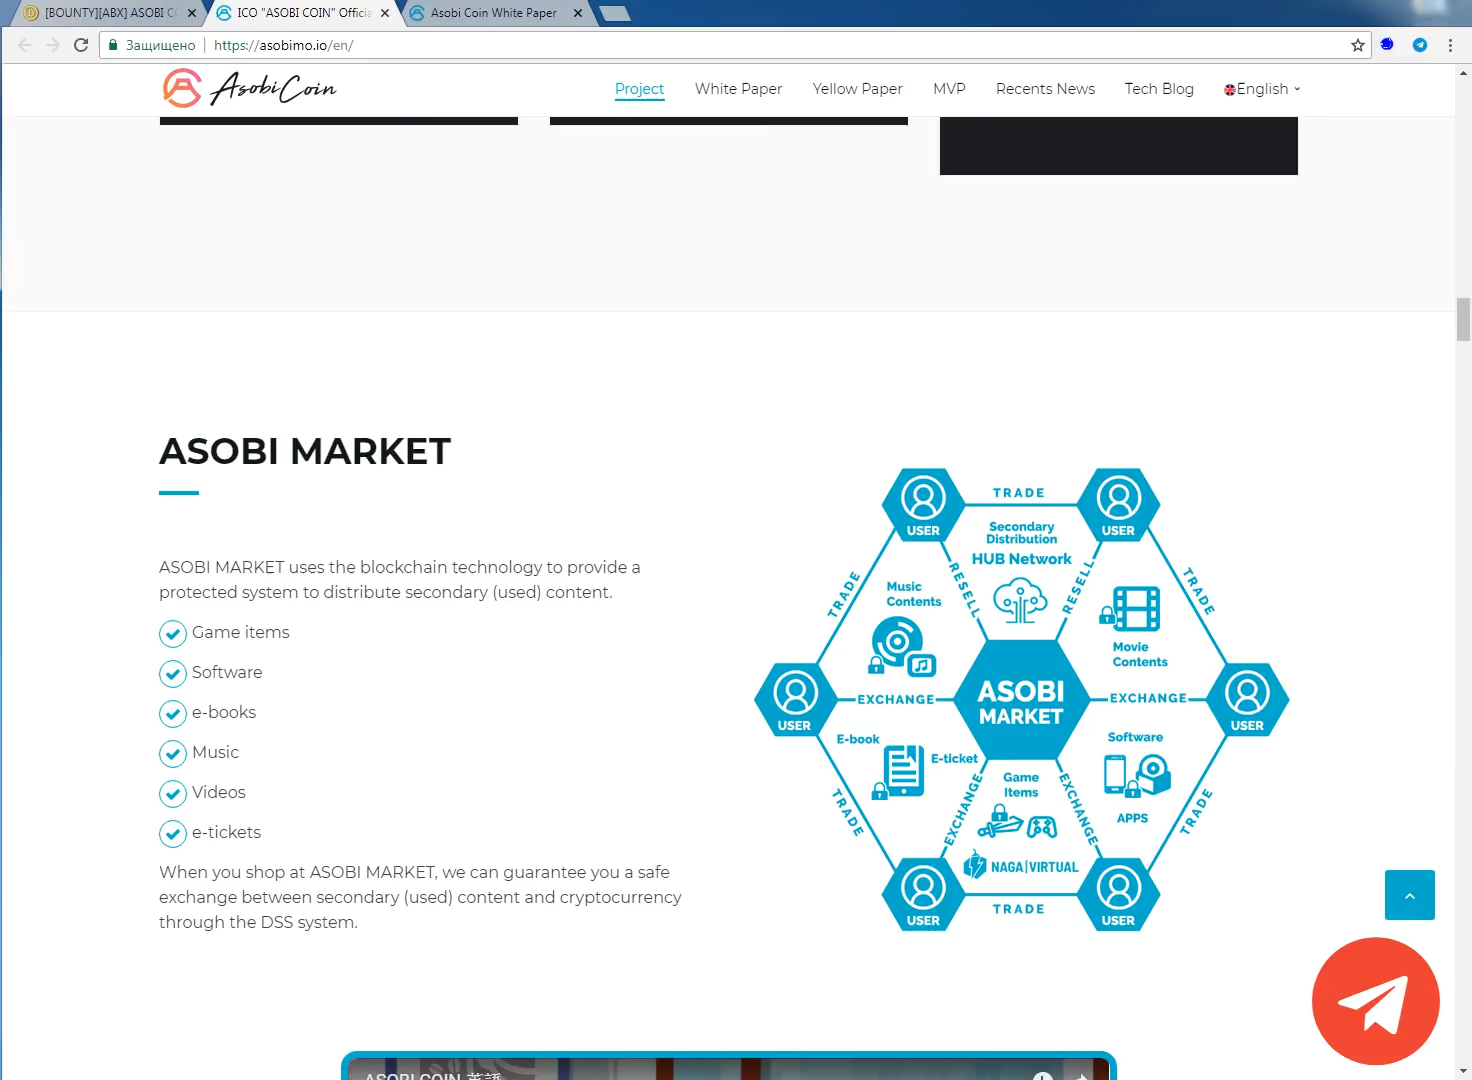 [BOUNTY][ABX] ASOBI CO
ICO "ASOBI COIN" Officia
Asobi Coin White Paper
Защищено
https://asobimo.io/en/
AsobiCoin
Project
White Paper
Yellow Paper
MVP
Recents News
Tech Blog
English
ASOBI MARKET
ASOBI MARKET uses the blockchain technology to provide a
protected system to distribute secondary (used) content.
Game items
Software
e-books
Music
Videos
e-tickets
When you shop at ASOBI MARKET, we can guarantee you a safe
exchange between secondary (used) content and cryptocurrency
through the DSS system.
USER
TRADE
USER
Secondary
Distribution
HUB Network
TRADE
RESELL
RESELL
TRADE
Music
Contents
Movie
Contents
USER
EXCHANGE
ASOBI
MARKET
EXCHANGE
USER
E-book
E-ticket
Software
APPS
Game
Items
TRADE
EXCHANGE
EXCHANGE
TRADE
NAGA|VIRTUAL
USER
TRADE
USER
ASOBI COIN 英語